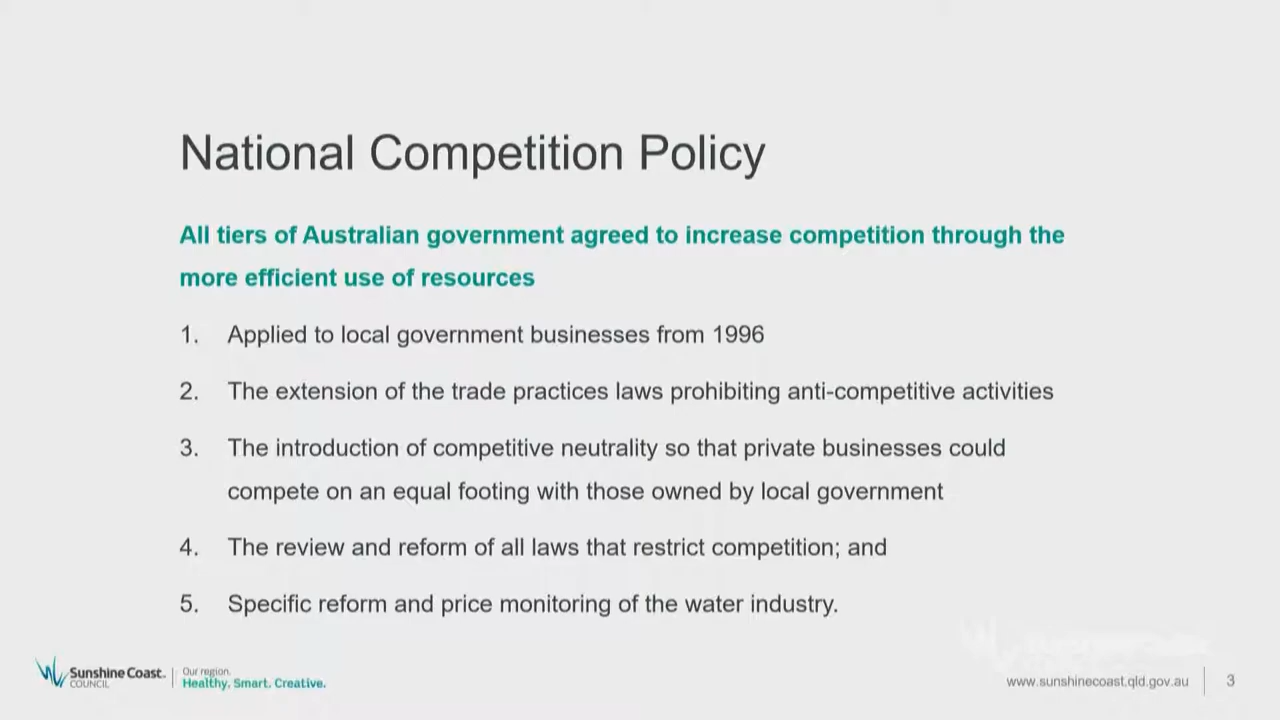 National Competition Policy
All tiers of Australian government agreed to increase competition through the
more efficient use of resources
1. Applied to local government businesses from 1996
2. The extension of the trade practices laws prohibiting anti-competitive activities
3. The introduction of competitive neutrality so that private businesses could
compete on an equal footing with those owned by local government
4. The review and reform of all laws that restrict competition; and
5. Specific reform and price monitoring of the water industry.
Sunshine Coast.
COUNCIL
Our region.
Healthy. Smart. Creative.
www.sunshinecoast.qld.gov.au
3